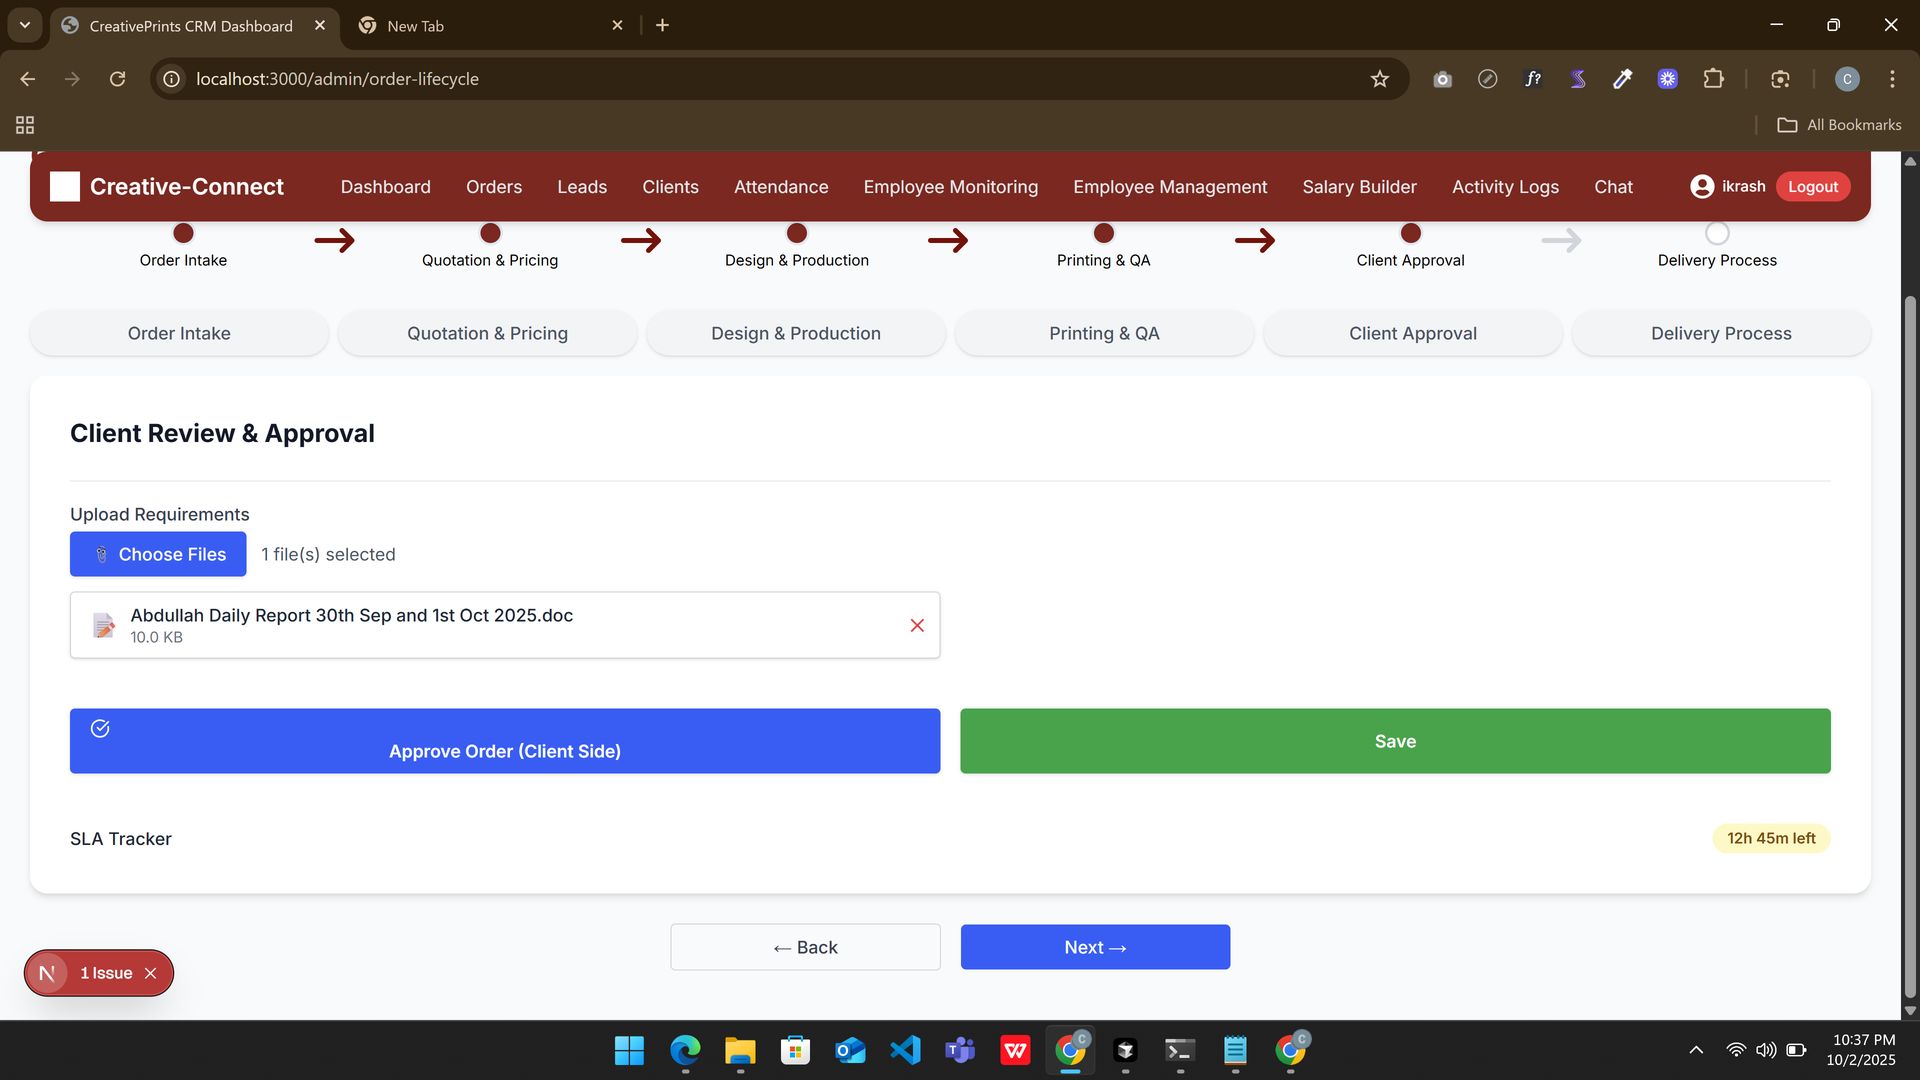 CreativePrints CRM Dashboard
New Tab
localhost:3000/admin/order-lifecycle
f?
C
All Bookmarks
Creative-Connect
Dashboard
Orders
Leads
Clients
Attendance
Employee Monitoring
Employee Management
Salary Builder
Activity Logs
Chat
ikrash
Logout
Order Intake
Quotation & Pricing
Design & Production
Printing & QA
Client Approval
Delivery Process
Order Intake
Quotation & Pricing
Design & Production
Printing & QA
Client Approval
Delivery Process
Client Review & Approval
Upload Requirements
Choose Files
1 file(s) selected
Abdullah Daily Report 30th Sep and 1st Oct 2025.doc
10.0 KB
Approve Order (Client Side)
Save
SLA Tracker
12h 45m left
← Back
Next →
N
1 Issue
10:37 PM
10/2/2025